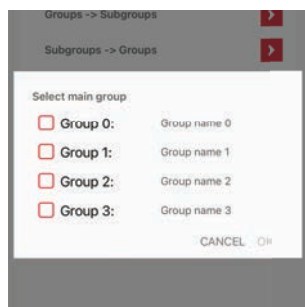 Groups -> Subgroups
Subgroups -> Groups
Select main group
Group 0: Group name 0
Group 1: Group name 1
Group 2: Group name 2
Group 3: Group name 3
CANCEL OK